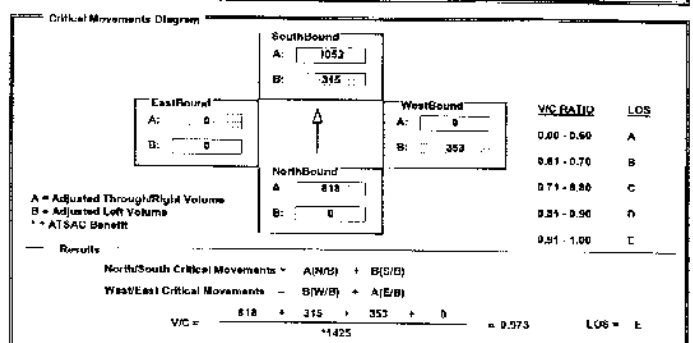 Critical Movements Diagram
SouthBound
A:
B: 315
EastBound
A: 0
B: 0
WestBound
A: 0
B: 353
NorthBound
A 818
B: 0
V/C RATIO LOS
0.00 - 0.60 A
0.61 - 0.70 B
0.71 - 0.80 C
0.81 - 0.90 D
0.91 - 1.00 E
A = Adjusted Through/Right Volume
B = Adjusted Left Volume
* = ATSAC Benefit
Results
North/South Critical Movements = A(N/B) + B(S/B)
West/East Critical Movements = B(W/B) + A(E/B)
V/C = 818 + 315 + 353 + 0 = 0.973 LOS = E
*1425